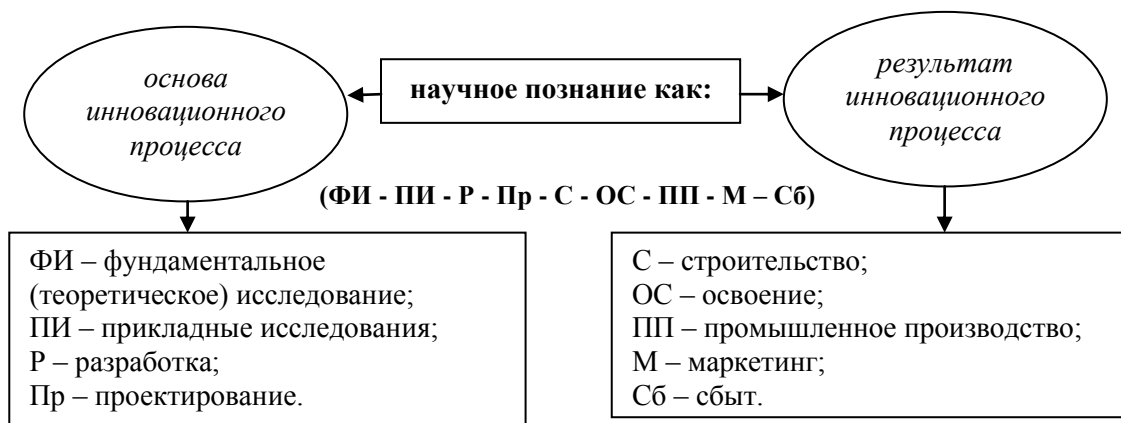 основа
инновационного
процесса
научное познание как:
результат
инновационного
процесса
(ФИ - ПИ - Р - Пр - С - ОС - ПП - М – Сб)
ФИ – фундаментальное
(теоретическое) исследование;
ПИ – прикладные исследования;
Р – разработка;
Пр – проектирование.
С – строительство;
ОС – освоение;
ПП – промышленное производство;
М – маркетинг;
Сб – сбыт.